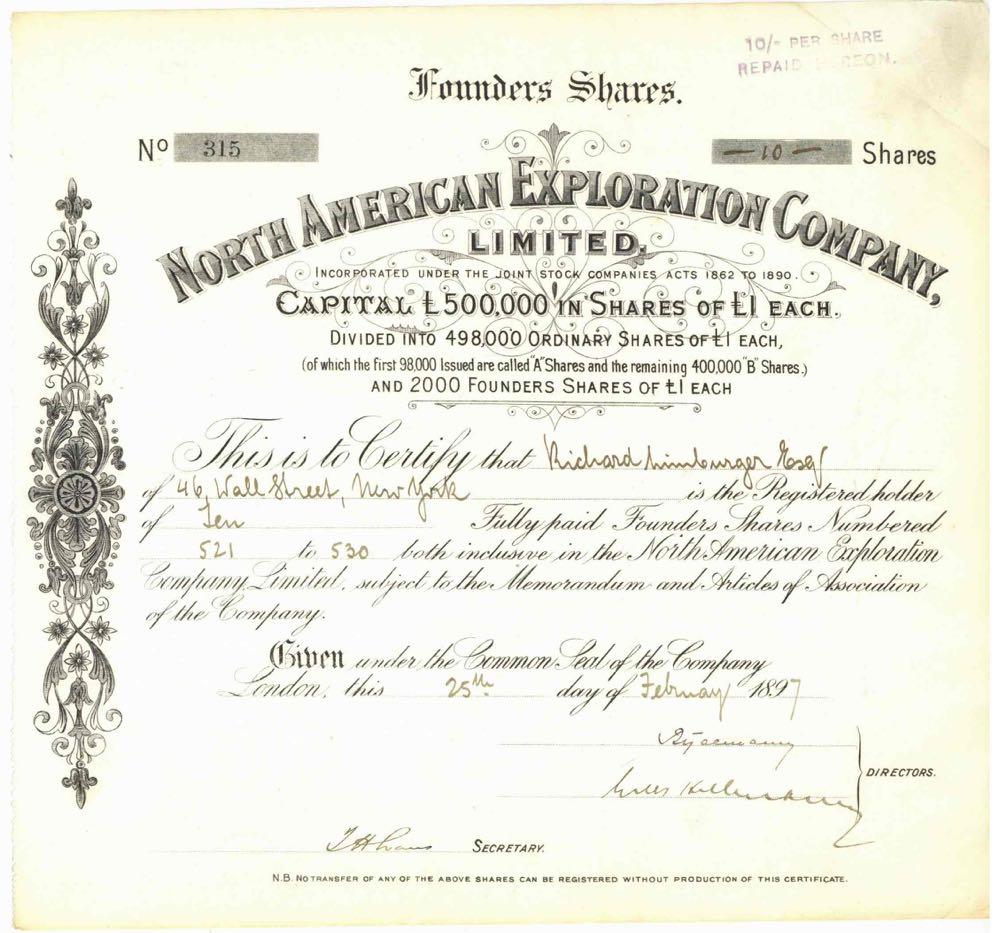 10/- PER SHARE
REPAID HEREON.
Founders Shares.
No 315 — 10 — Shares
NORTH AMERICAN EXPLORATION COMPANY,
LIMITED.
INCORPORATED UNDER THE JOINT STOCK COMPANIES ACTS 1862 TO 1890.
CAPITAL £500,000 IN SHARES OF £1 EACH.
DIVIDED INTO 498,000 ORDINARY SHARES OF £1 EACH,
(of which the first 98,000 Issued are called "A" Shares and the remaining 400,000 "B" Shares.)
AND 2000 FOUNDERS SHARES OF £1 EACH
This is to Certify that Richard Limburger Esq
of 46, Wall Street, New York is the Registered holder
of Ten Fully paid Founders Shares Numbered
521 to 530 both inclusive in the North American Exploration
Company, Limited, subject to the Memorandum and Articles of Association
of the Company.
Given under the Common Seal of the Company
London, this 25th day of February 1897
DIRECTORS.
SECRETARY.
N.B. NO TRANSFER OF ANY OF THE ABOVE SHARES CAN BE REGISTERED WITHOUT PRODUCTION OF THIS CERTIFICATE.